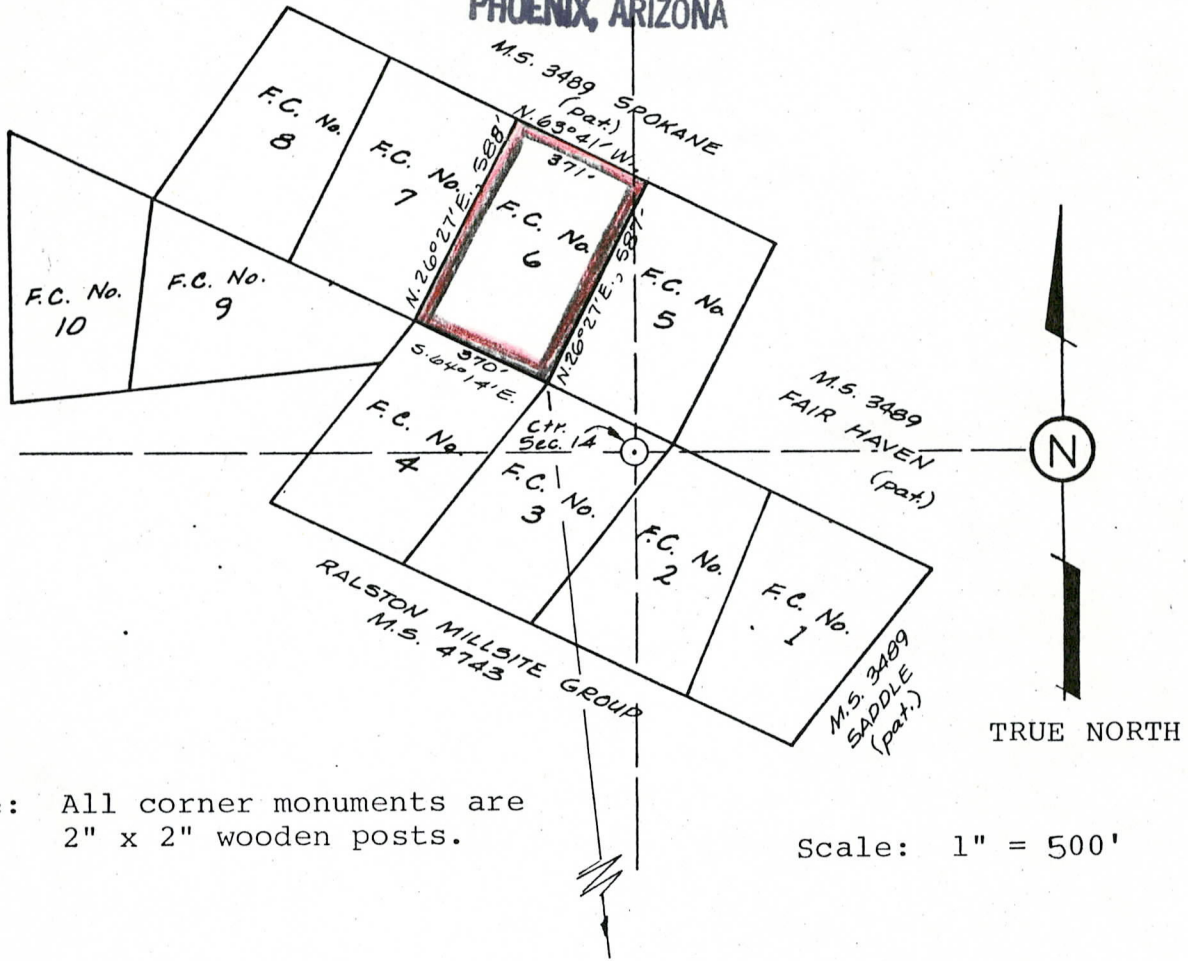 PHOENIX, ARIZONA
M.S. 3489 SPOKANE
(pat.)
N.63°41'W.
371'
F.C. No.
8
F.C. No.
7
N.26°27'E., 588'
F.C. No.
6
N.26°27'E., 587'
F.C. No.
5
F.C. No.
10
F.C. No.
9
370'
S.64°14'E.
M.S. 3489
FAIR HAVEN
(pat.)
F.C. No.
4
Ctr.
Sec. 14
F.C. No.
3
F.C. No.
2
F.C. No.
1
N
RALSTON MILLSITE GROUP
M.S. 4743
M.S. 3489
SADDLE
(pat.)
TRUE NORTH
: All corner monuments are
2" x 2" wooden posts.
Scale: 1" = 500'